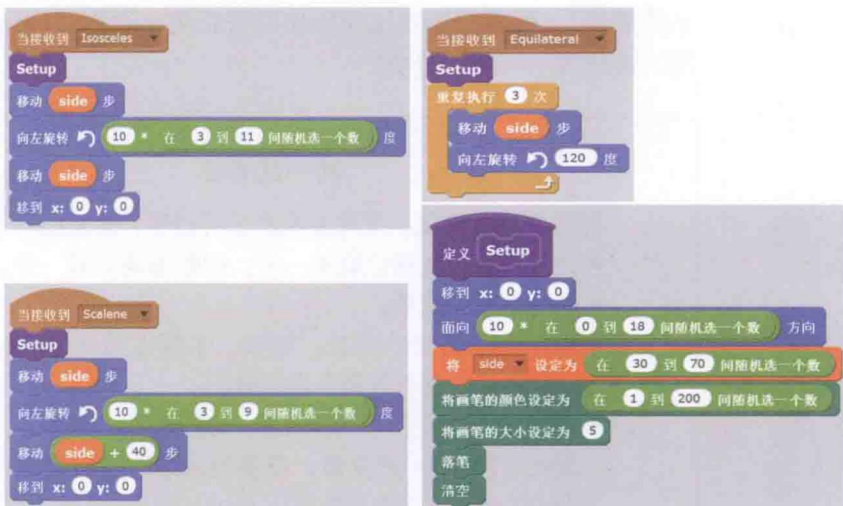 当接收到 Isosceles
Setup
移动 side 步
向左旋转 10 * 在 3 到 11 间随机选一个数 度
移动 side 步
移到 x: 0 y: 0
当接收到 Equilateral
Setup
重复执行 3 次
移动 side 步
向左旋转 120 度
当接收到 Scalene
Setup
移动 side 步
向左旋转 10 * 在 3 到 9 间随机选一个数 度
移动 side + 40 步
移到 x: 0 y: 0
定义 Setup
移到 x: 0 y: 0
面向 10 * 在 0 到 18 间随机选一个数 方向
将 side 设定为 在 30 到 70 间随机选一个数
将画笔的颜色设定为 在 1 到 200 间随机选一个数
将画笔的大小设定为 5
落笔
清空